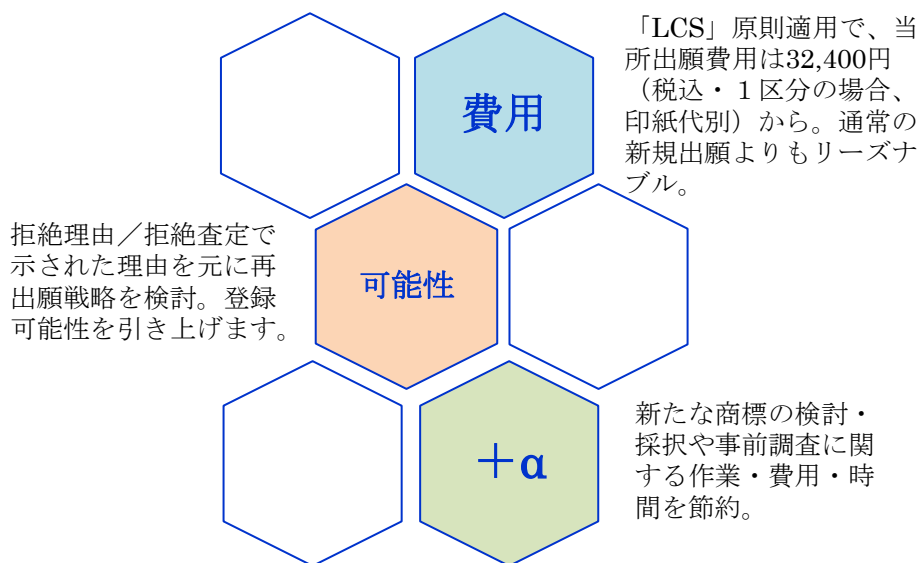 費用
「LCS」原則適用で、当
所出願費用は32,400円
（税込・１区分の場合、
印紙代別）から。通常の
新規出願よりもリーズナ
ブル。
拒絶理由／拒絶査定で
示された理由を元に再
出願戦略を検討。登録
可能性を引き上げます。
可能性
＋α
新たな商標の検討・
採択や事前調査に関
する作業・費用・時
間を節約。